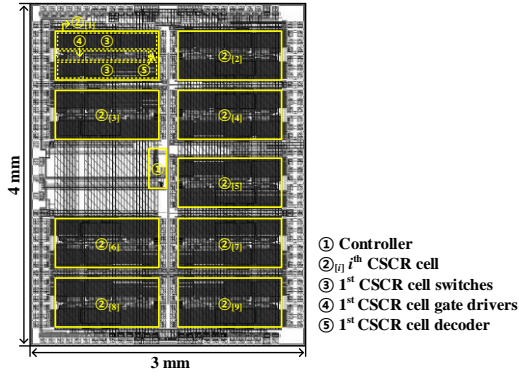 ②[1]
④ ③
③ ⑤
②[2]
②[3] ②[4]
①
②[5]
②[6] ②[7]
②[8] ②[9]
4 mm
3 mm
① Controller
②[i] ith CSCR cell
③ 1st CSCR cell switches
④ 1st CSCR cell gate drivers
⑤ 1st CSCR cell decoder